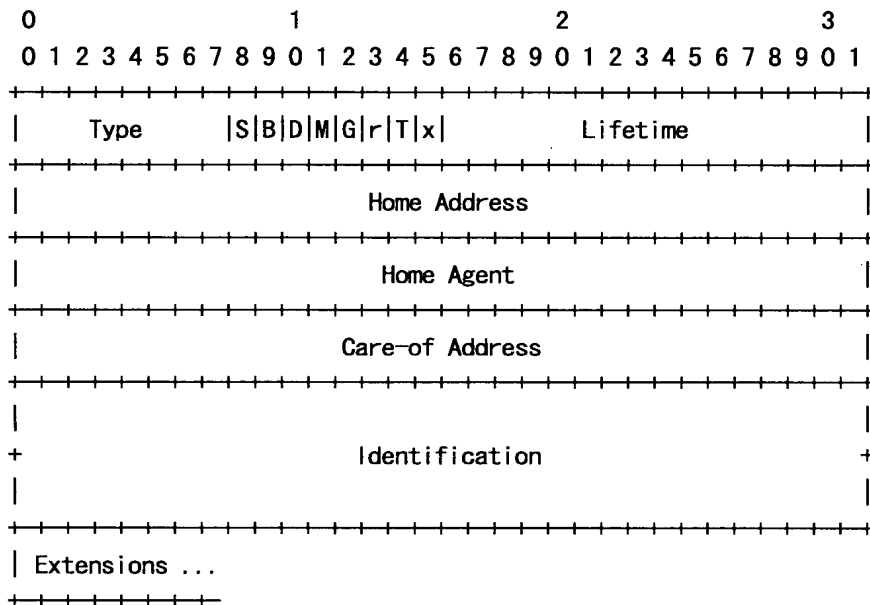 0                   1                   2                   3
0 1 2 3 4 5 6 7 8 9 0 1 2 3 4 5 6 7 8 9 0 1 2 3 4 5 6 7 8 9 0 1
+-+-+-+-+-+-+-+-+-+-+-+-+-+-+-+-+-+-+-+-+-+-+-+-+-+-+-+-+-+-+-+-+
| Type |S|B|D|M|G|r|T|x| Lifetime |
+-+-+-+-+-+-+-+-+-+-+-+-+-+-+-+-+-+-+-+-+-+-+-+-+-+-+-+-+-+-+-+-+
| Home Address |
+-+-+-+-+-+-+-+-+-+-+-+-+-+-+-+-+-+-+-+-+-+-+-+-+-+-+-+-+-+-+-+-+
| Home Agent |
+-+-+-+-+-+-+-+-+-+-+-+-+-+-+-+-+-+-+-+-+-+-+-+-+-+-+-+-+-+-+-+-+
| Care-of Address |
+-+-+-+-+-+-+-+-+-+-+-+-+-+-+-+-+-+-+-+-+-+-+-+-+-+-+-+-+-+-+-+-+
| |
+ Identification +
| |
+-+-+-+-+-+-+-+-+-+-+-+-+-+-+-+-+-+-+-+-+-+-+-+-+-+-+-+-+-+-+-+-+
| Extensions ...
+-+-+-+-+-+-+-+-